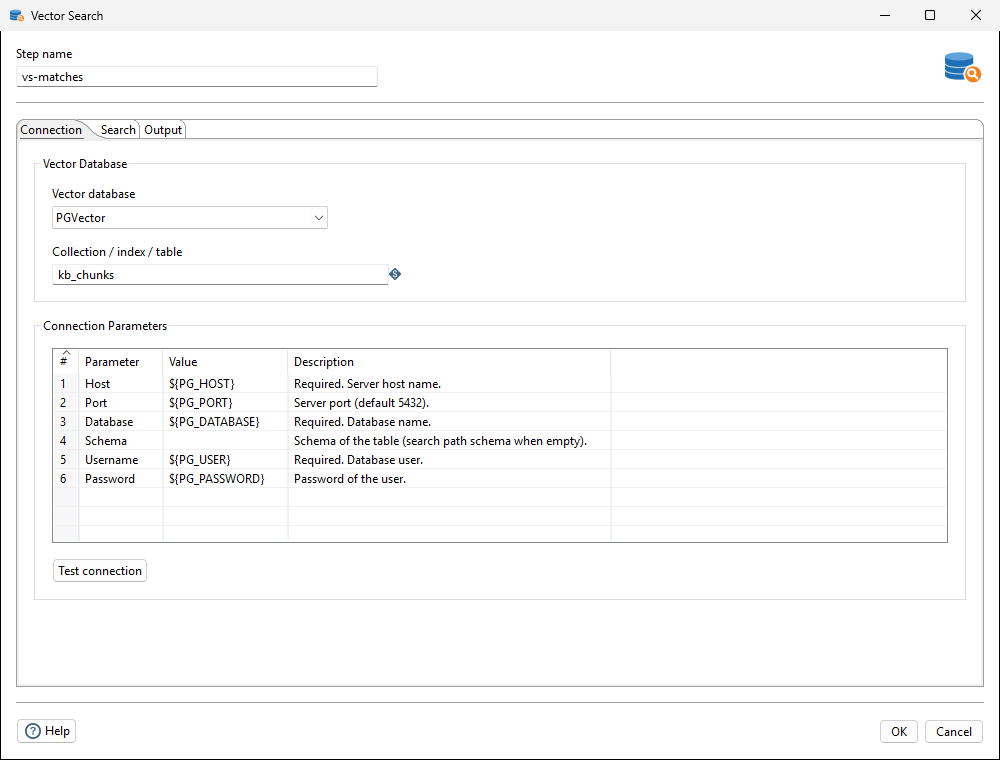 Vector Search
Step name
vs-matches
Connection Search Output
Vector Database
Vector database
PGVector
Collection / index / table
kb_chunks
Connection Parameters
# Parameter Value Description
1 Host ${PG_HOST} Required. Server host name.
2 Port ${PG_PORT} Server port (default 5432).
3 Database ${PG_DATABASE} Required. Database name.
4 Schema Schema of the table (search path schema when empty).
5 Username ${PG_USER} Required. Database user.
6 Password ${PG_PASSWORD} Password of the user.
Test connection
Help OK Cancel